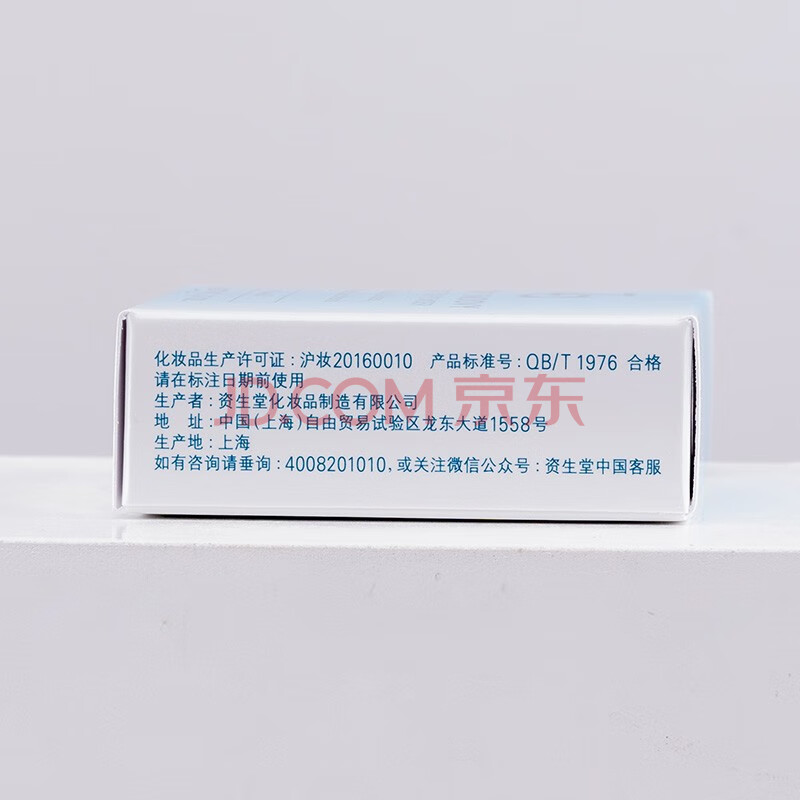 化妆品生产许可证：沪妆20160010 产品标准号：QB/T 1976 合格
请在标注日期前使用
生产者：资生堂化妆品制造有限公司
地 址：中国(上海)自由贸易试验区龙东大道1558号
生产地：上海
如有咨询请垂询：4008201010，或关注微信公众号：资生堂中国客服
JD.COM 京东